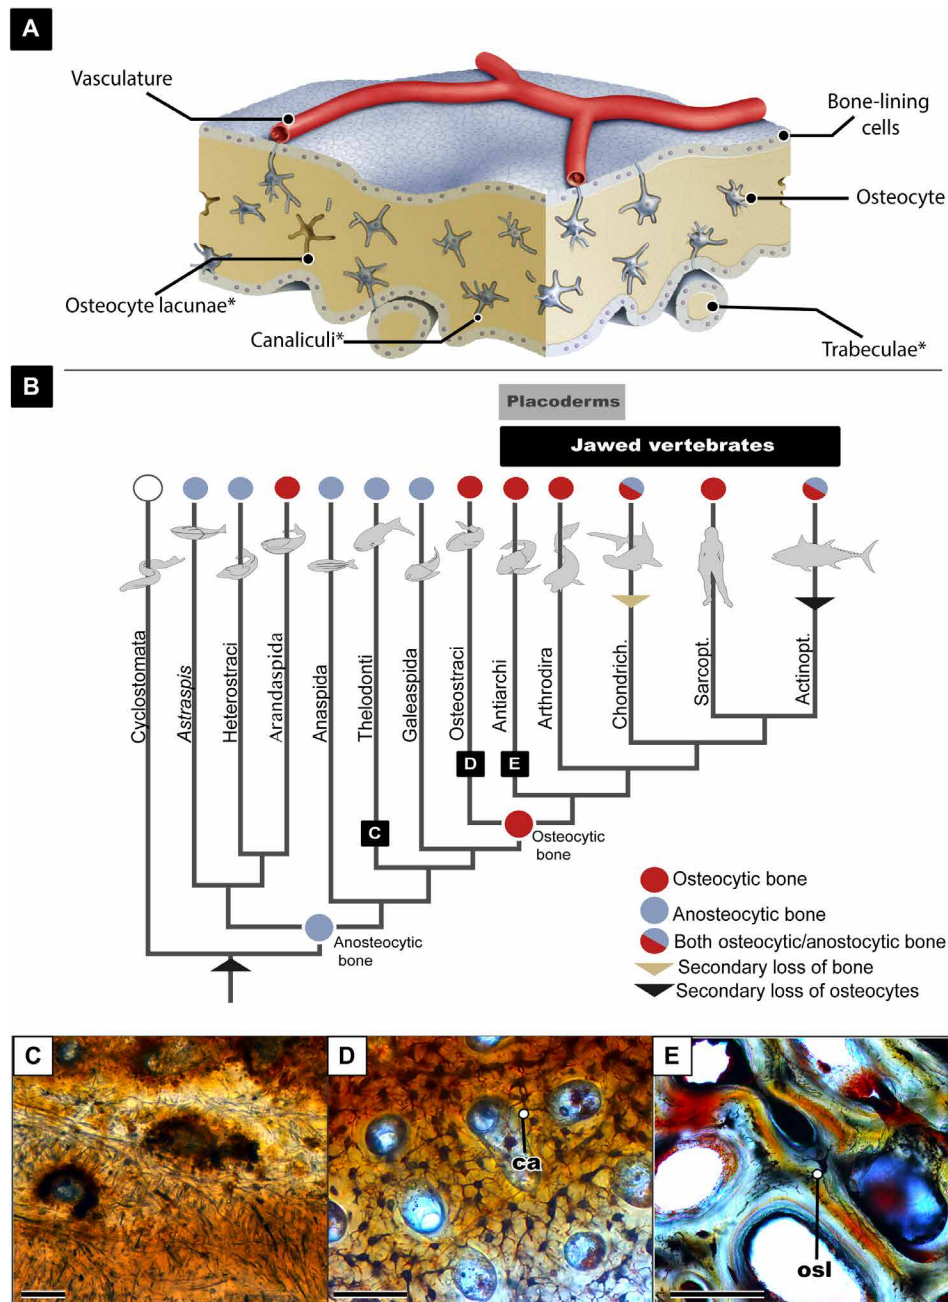 A
Vasculature
Bone-lining
cells
Osteocyte
Osteocyte lacunae*
Canaliculi*
Trabeculae*
B
Placoderms
Jawed vertebrates
Cyclostomata
Astraspis
Heterostraci
Arandaspida
Anaspida
Thelodonti
Galeaspida
Osteostraci
Antiarchi
Arthrodira
Chondrich.
Sarcopt.
Actinopt.
D
E
C
Osteocytic
bone
Anosteocytic
bone
Osteocytic bone
Anosteocytic bone
Both osteocytic/anostocytic bone
Secondary loss of bone
Secondary loss of osteocytes
C
D
ca
E
osl